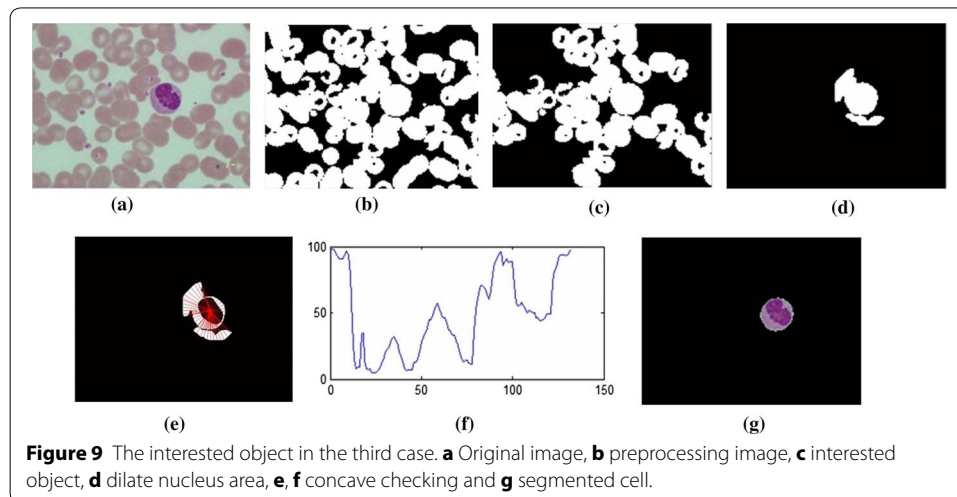 (a)
(b)
(c)
(d)
100
50
0
0
50
100
150
(e)
(f)
(g)
Figure 9 The interested object in the third case. a Original image, b preprocessing image, c interested
object, d dilate nucleus area, e, f concave checking and g segmented cell.